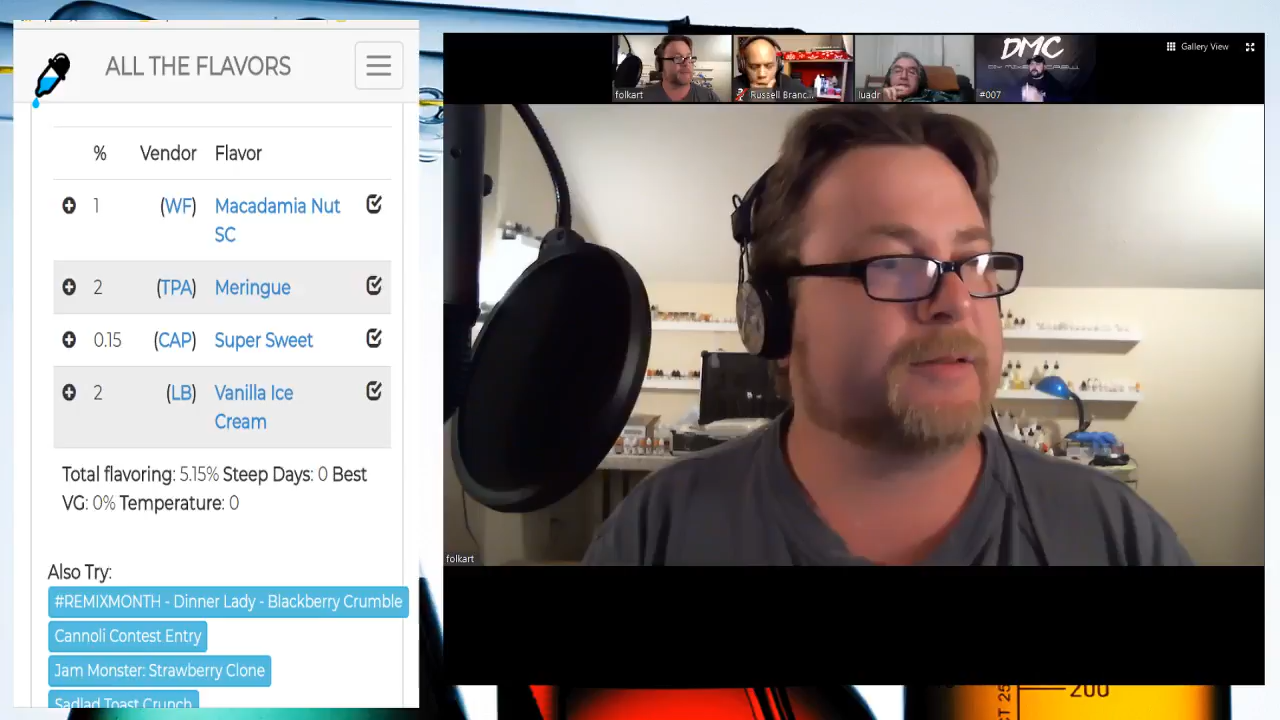 ALL THE FLAVORS
% Vendor Flavor
1 (WF) Macadamia Nut
SC
2 (TPA) Meringue
0.15 (CAP) Super Sweet
2 (LB) Vanilla Ice
Cream
Total flavoring: 5.15% Steep Days: 0 Best
VG: 0% Temperature: 0
Also Try:
#REMIXMONTH - Dinner Lady - Blackberry Crumble
Cannoli Contest Entry
Jam Monster: Strawberry Clone
Sadlad Toast Crunch
DMC
Gallery View
folkart
Russell Branc...
luadr
#007
folkart
200